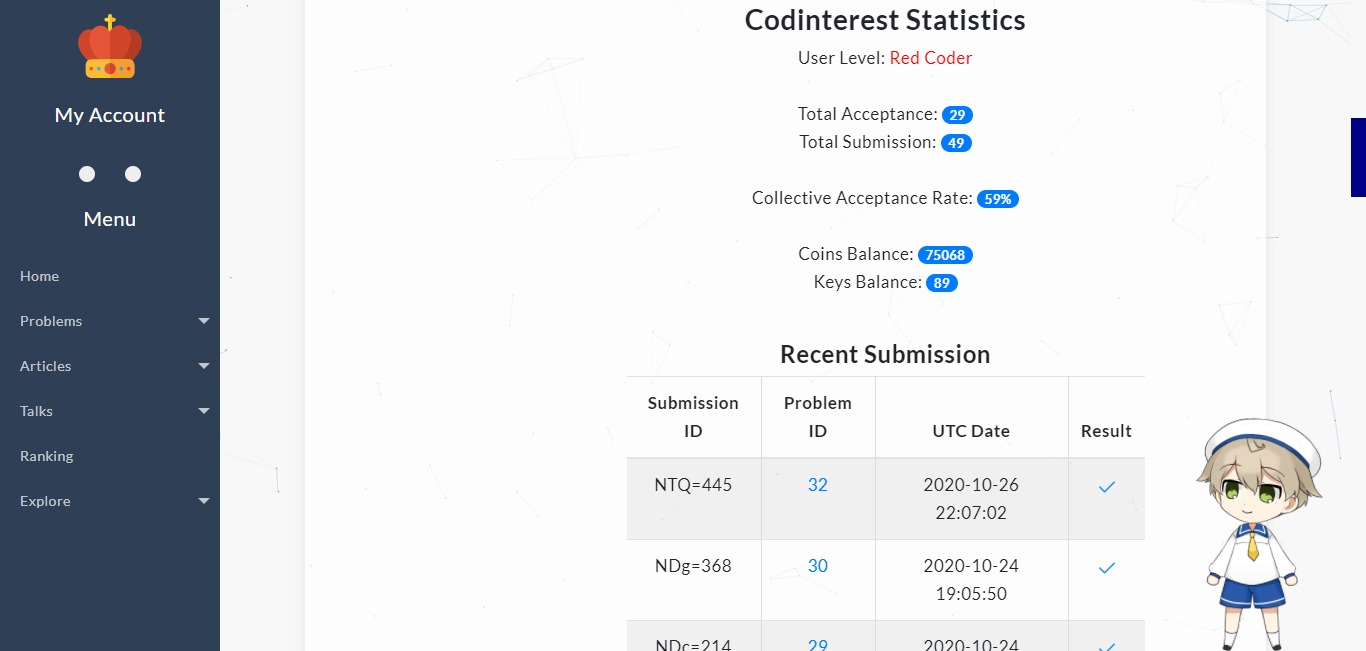 My Account
Menu
Home
Problems
Articles
Talks
Ranking
Explore
Codinterest Statistics
User Level: Red Coder
Total Acceptance: 29
Total Submission: 49
Collective Acceptance Rate: 59%
Coins Balance: 75068
Keys Balance: 89
Recent Submission
Submission ID Problem ID UTC Date Result
NTQ=445 32 2020-10-26 22:07:02
NDg=368 30 2020-10-24 19:05:50
NDc=214 29 2020-10-24